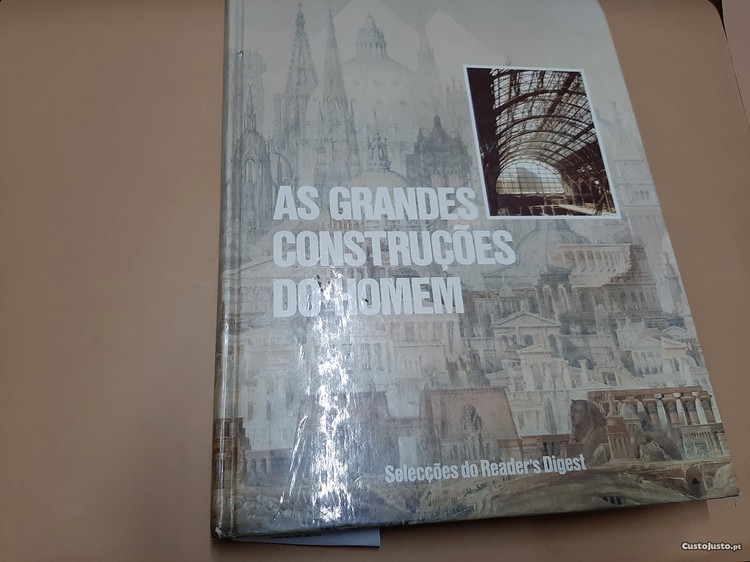 AS GRANDES
CONSTRUÇÕES
DO HOMEM
Selecções do Reader's Digest
CustoJusto.pt